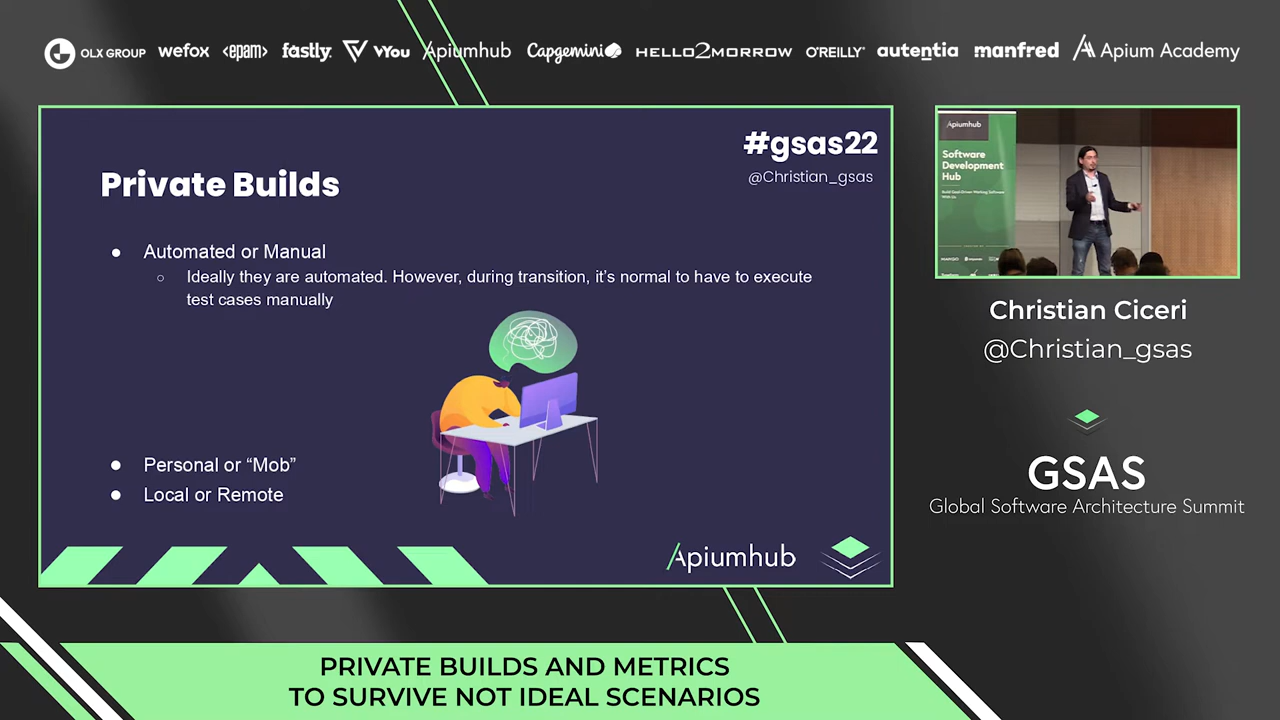 OLX GROUP wefox <epam> fastly. VYou Apiumhub Capgemini HELLO2MORROW O'REILLY® autentia manfred Apium Academy
#gsas22
@Christian_gsas
Private Builds
● Automated or Manual
○ Ideally they are automated. However, during transition, it’s normal to have to execute
test cases manually
● Personal or “Mob”
● Local or Remote
Apiumhub
Apiumhub
Software
Development
Hub
Christian Ciceri
@Christian_gsas
GSAS
Global Software Architecture Summit
PRIVATE BUILDS AND METRICS
TO SURVIVE NOT IDEAL SCENARIOS